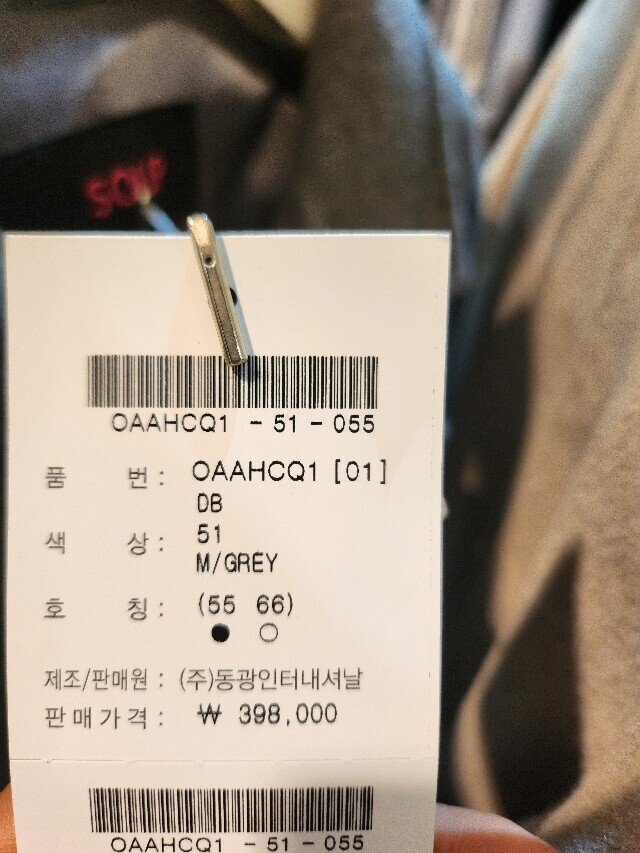 SOUP
OAAHCQ1 - 51 - 055
품 번 : OAAHCQ1 [01]
DB
색 상 : 51
M/GREY
호 칭 : (55 66)
제조/판매원 : (주)동광인터내셔날
판매가격 : ₩ 398,000
OAAHCQ1 - 51 - 055